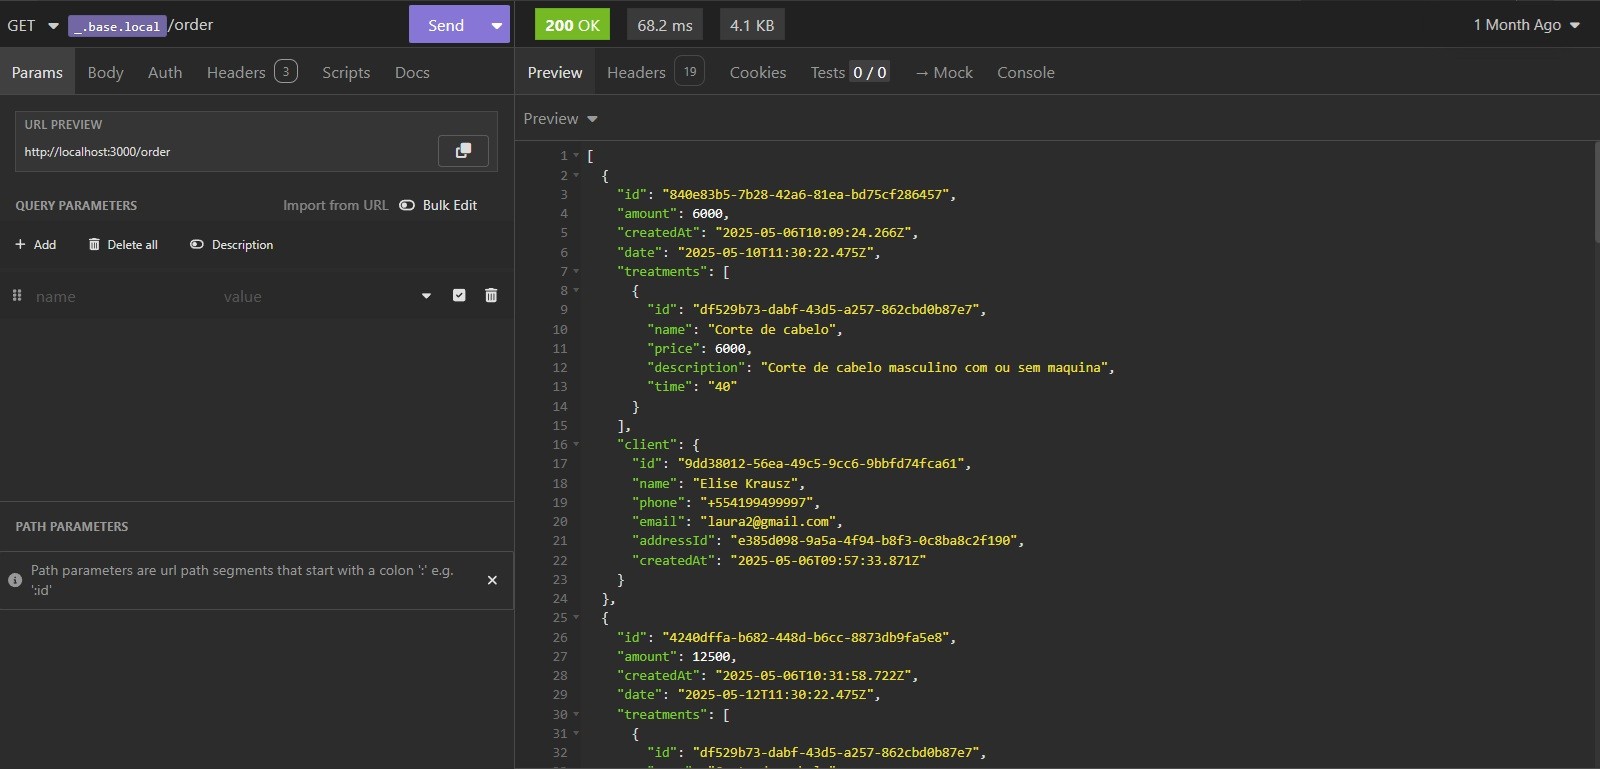 GET _.base.local /order Send
200 OK 68.2 ms 4.1 KB 1 Month Ago
Params Body Auth Headers 3 Scripts Docs
Preview Headers 19 Cookies Tests 0 / 0 → Mock Console
URL PREVIEW
http://localhost:3000/order
QUERY PARAMETERS Import from URL Bulk Edit
+ Add Delete all Description
name value
PATH PARAMETERS
Path parameters are url path segments that start with a colon ':' e.g.
':id'
Preview
1 [
2 {
3 "id": "840e83b5-7b28-42a6-81ea-bd75cf286457",
4 "amount": 6000,
5 "createdAt": "2025-05-06T10:09:24.266Z",
6 "date": "2025-05-10T11:30:22.475Z",
7 "treatments": [
8 {
9 "id": "df529b73-dabf-43d5-a257-862cbd0b87e7",
10 "name": "Corte de cabelo",
11 "price": 6000,
12 "description": "Corte de cabelo masculino com ou sem maquina",
13 "time": "40"
14 }
15 ],
16 "client": {
17 "id": "9dd38012-56ea-49c5-9cc6-9bbfd74fca61",
18 "name": "Elise Krausz",
19 "phone": "+554199499997",
20 "email": "laura2@gmail.com",
21 "addressId": "e385d098-9a5a-4f94-b8f3-0c8ba8c2f190",
22 "createdAt": "2025-05-06T09:57:33.871Z"
23 }
24 },
25 {
26 "id": "4240dffa-b682-448d-b6cc-8873db9fa5e8",
27 "amount": 12500,
28 "createdAt": "2025-05-06T10:31:58.722Z",
29 "date": "2025-05-12T11:30:22.475Z",
30 "treatments": [
31 {
32 "id": "df529b73-dabf-43d5-a257-862cbd0b87e7",